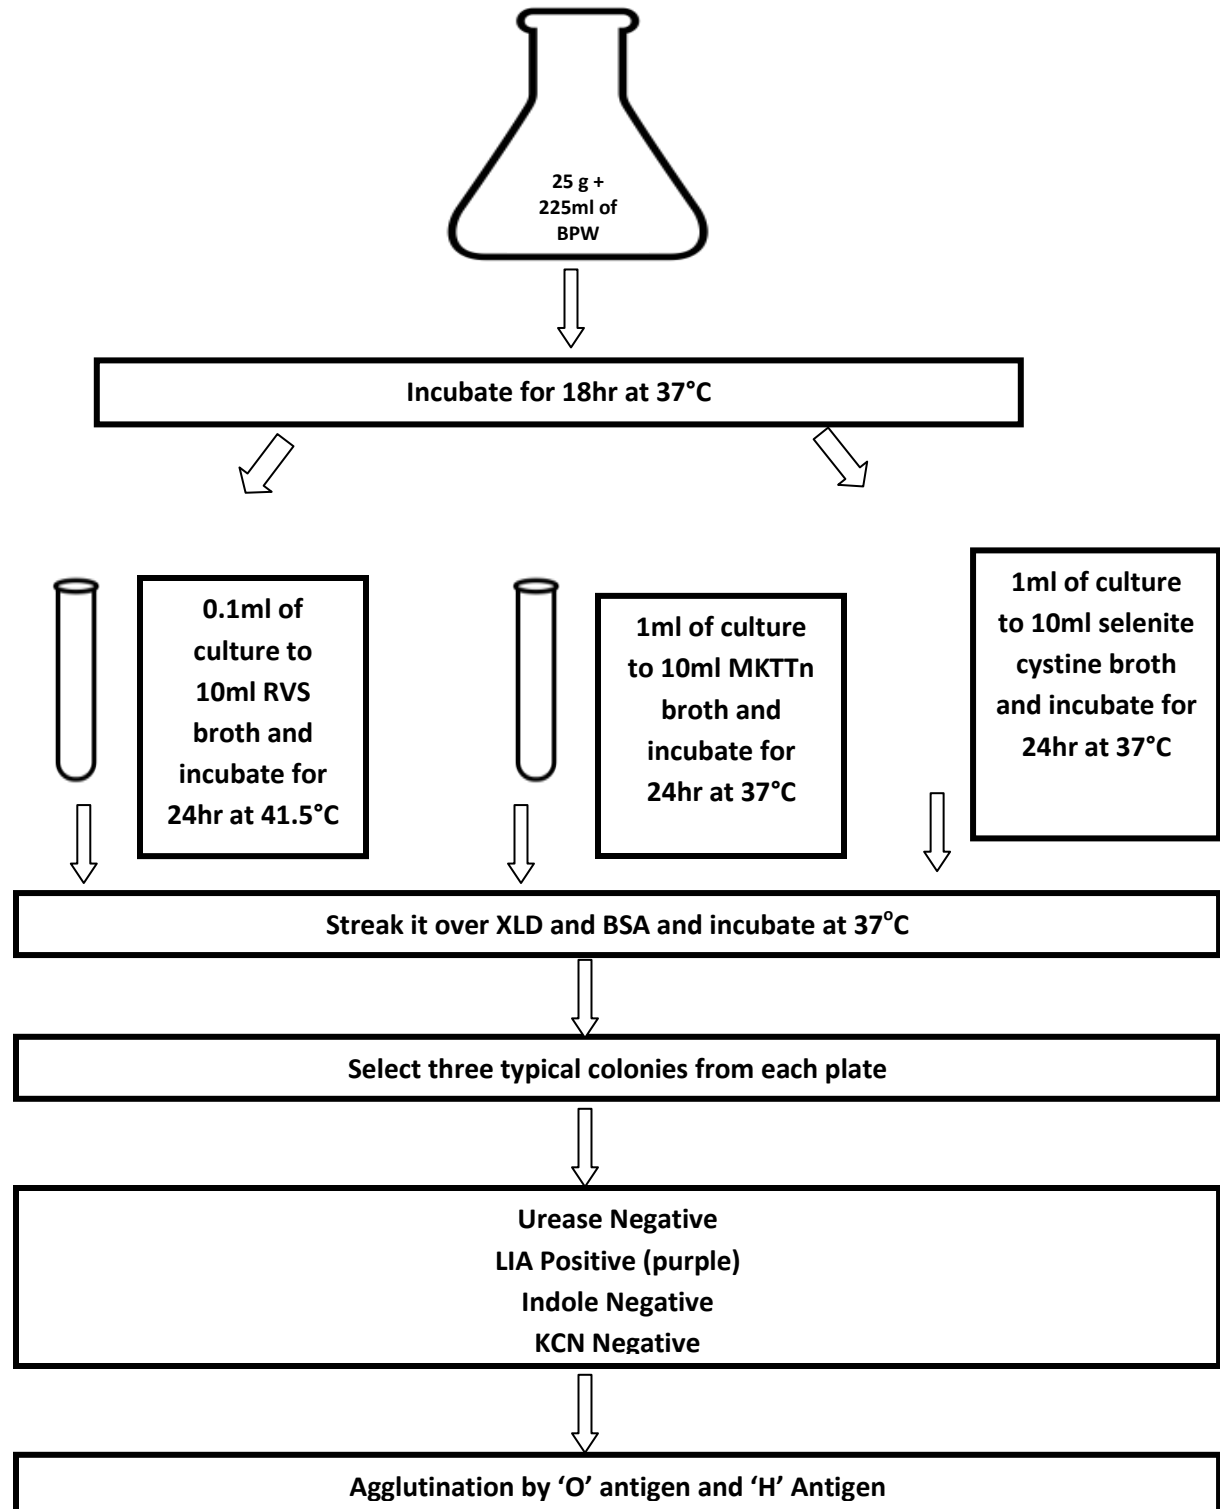 25 g +
225ml of
BPW
Incubate for 18hr at 37°C
0.1ml of
culture to
10ml RVS
broth and
incubate for
24hr at 41.5°C
1ml of culture
to 10ml MKTTn
broth and
incubate for
24hr at 37°C
1ml of culture
to 10ml selenite
cystine broth
and incubate for
24hr at 37°C
Streak it over XLD and BSA and incubate at 37°C
Select three typical colonies from each plate
Urease Negative
LIA Positive (purple)
Indole Negative
KCN Negative
Agglutination by ‘O’ antigen and ‘H’ Antigen